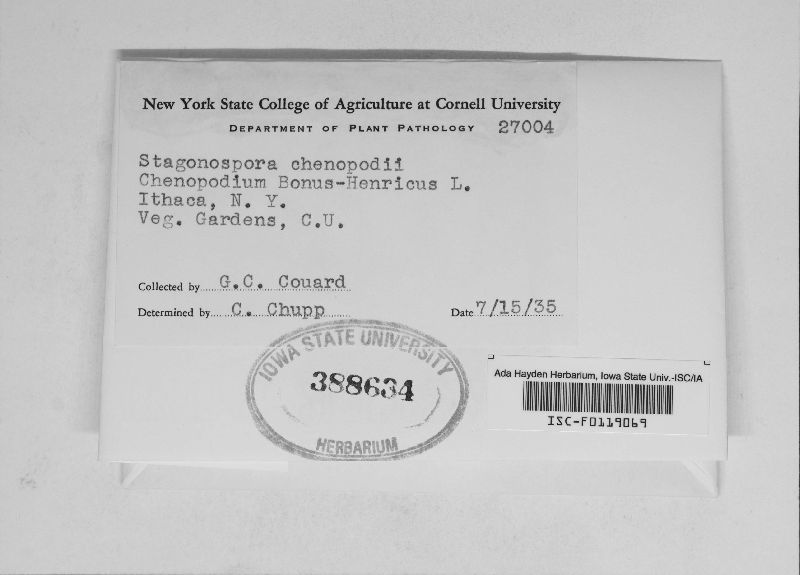 New York State College of Agriculture at Cornell University
DEPARTMENT OF PLANT PATHOLOGY 27004
Stagonospora chenopodii
Chenopodium Bonus-Henricus L.
Ithaca, N. Y.
Veg. Gardens, C.U.
Collected by G.C. Couard
Determined by C. Chupp Date 7/15/35
IOWA STATE UNIVERSITY
388634
HERBARIUM
Ada Hayden Herbarium, Iowa State Univ.-ISC/IA
ISC-F0119069